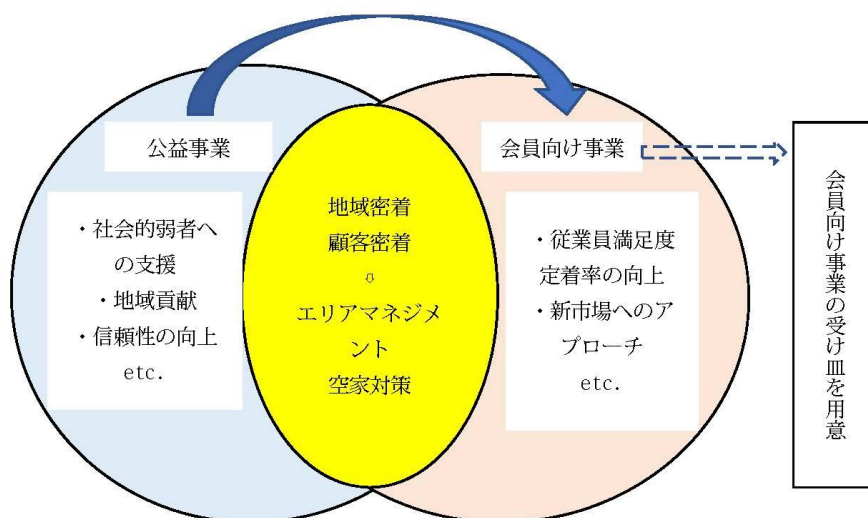 公益事業
・社会的弱者へ
の支援
・地域貢献
・信頼性の向上
etc.
地域密着
顧客密着
⇩
エリアマネジメ
ント
空家対策
会員向け事業
・従業員満足度
定着率の向上
・新市場へのア
プローチ
etc.
会員向け事業の受け皿を用意